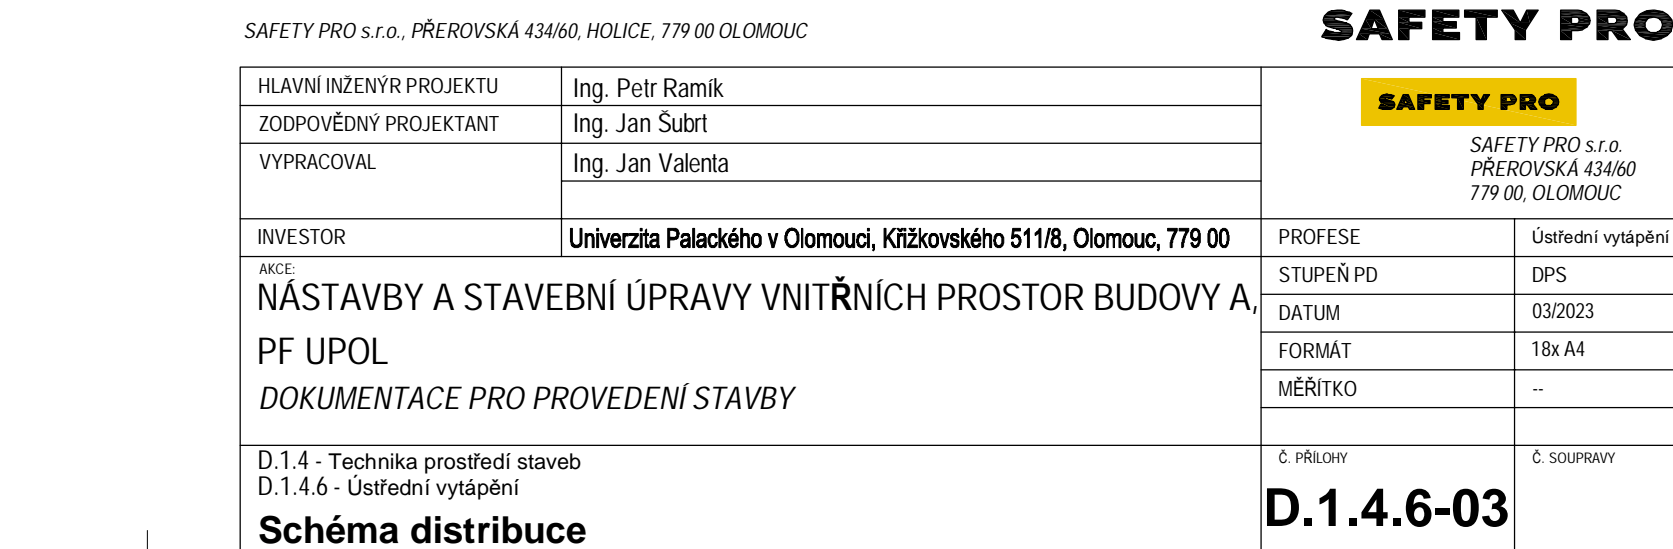 SAFETY PRO s.r.o., PŘEROVSKÁ 434/60, HOLICE, 779 00 OLOMOUC
SAFETY PRO
HLAVNÍ INŽENÝR PROJEKTU Ing. Petr Ramík
ZODPOVĚDNÝ PROJEKTANT Ing. Jan Šubrt
VYPRACOVAL Ing. Jan Valenta
SAFETY PRO
SAFETY PRO s.r.o.
PŘEROVSKÁ 434/60
779 00, OLOMOUC
INVESTOR Univerzita Palackého v Olomouci, Křižkovského 511/8, Olomouc, 779 00
PROFESE Ústřední vytápění
STUPEŇ PD DPS
DATUM 03/2023
FORMÁT 18x A4
MĚŘÍTKO --
AKCE:
NÁSTAVBY A STAVEBNÍ ÚPRAVY VNITŘNÍCH PROSTOR BUDOVY A,
PF UPOL
DOKUMENTACE PRO PROVEDENÍ STAVBY
D.1.4 - Technika prostředí staveb
D.1.4.6 - Ústřední vytápění
Schéma distribuce
Č. PŘÍLOHY
D.1.4.6-03
Č. SOUPRAVY